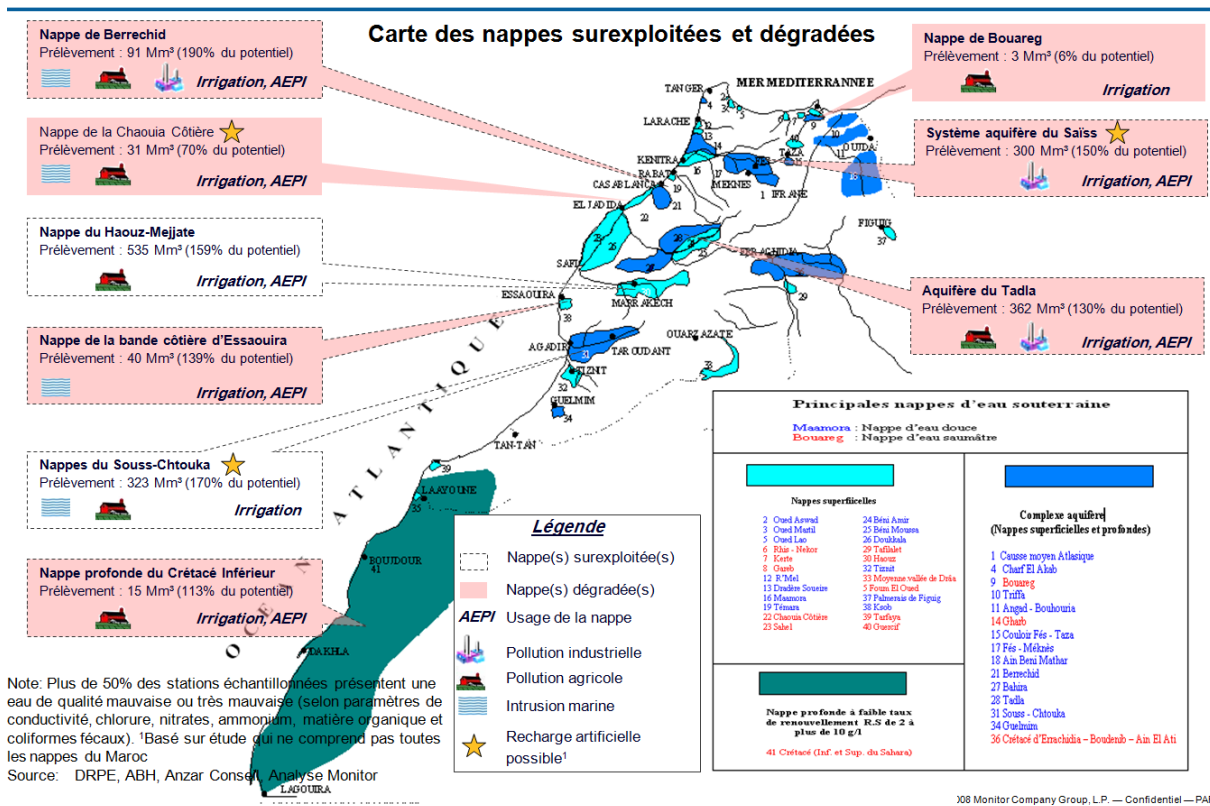 Carte des nappes surexploitées et dégradées
Nappe de Berrechid
Prélèvement : 91 Mm³ (190% du potentiel)
Irrigation, AEPI
Nappe de la Chaouia Côtière
Prélèvement : 31 Mm³ (70% du potentiel)
Irrigation, AEPI
Nappe du Haouz-Mejjate
Prélèvement : 535 Mm³ (159% du potentiel)
Irrigation, AEPI
Nappe de la bande côtière d'Essaouira
Prélèvement : 40 Mm³ (139% du potentiel)
Irrigation, AEPI
Nappes du Souss-Chtouka
Prélèvement : 323 Mm³ (170% du potentiel)
Irrigation
Nappe profonde du Crétacé Inférieur
Prélèvement : 15 Mm³ (113% du potentiel)
Irrigation, AEPI
Nappe de Bouareg
Prélèvement : 3 Mm³ (6% du potentiel)
Irrigation
Système aquifère du Saïss
Prélèvement : 300 Mm³ (150% du potentiel)
Irrigation, AEPI
Aquifère du Tadla
Prélèvement : 362 Mm³ (130% du potentiel)
Irrigation, AEPI
MER MEDITERRANNEE
TANGER
LARACHE
KENITRA
RABAT
CASABLANCA
EL JADIDA
SAFI
ESSAOUIRA
MARRAKECH
AGADIR
TAROUDANT
TIZNIT
GUELMIM
TAN-TAN
LAAYOUNE
BOUJDOUR
41
DAKHLA
LAGOUIRA
MEKNES
IFRANE
TAZA
OUJDA
FIGUIG
37
OUARZAZATE
OCEAN ATLANTIQUE
Légende
Nappe(s) surexploitée(s)
Nappe(s) dégradée(s)
AEPI Usage de la nappe
Pollution industrielle
Pollution agricole
Intrusion marine
Recharge artificielle
possible¹
Principales nappes d'eau souterraine
Maamora : Nappe d'eau douce
Bouareg : Nappe d'eau saumâtre
Nappes superficielles
2 Oued Aswad
3 Oued Martil
5 Oued Lao
6 Rhis - Nekor
7 Kerte
8 Gareb
12 R'Mel
13 Dradère Soueire
16 Maamora
19 Témara
22 Chaouia Côtière
23 Sahel
24 Béni Amir
25 Béni Moussa
26 Doukkala
29 Tafilalet
30 Haouz
32 Tiznit
33 Moyenne vallée de Drâa
5 Foum El Oued
37 Palmerais de Figuig
38 Ksob
39 Tarfaya
40 Guercif
Complexe aquifère
(Nappes superficielles et profondes)
1 Causse moyen Atlasique
4 Charf El Akab
9 Bouareg
10 Triffa
11 Angad - Bouhouria
14 Gharb
15 Couloir Fés - Taza
17 Fés - Méknès
18 Ain Beni Mathar
21 Berrechid
27 Bahira
28 Tadla
31 Souss - Chtouka
34 Guelmim
36 Crétacé d'Errachidia - Boudenib - Ain El Ati
Nappe profonde à faible taux
de renouvellement R.S de 2 à
plus de 10 g/l
41 Crétacé (Inf. et Sup. du Sahara)
Note: Plus de 50% des stations échantillonnées présentent une
eau de qualité mauvaise ou très mauvaise (selon paramètres de
conductivité, chlorure, nitrates, ammonium, matière organique et
coliformes fécaux). ¹Basé sur étude qui ne comprend pas toutes
les nappes du Maroc
Source: DRPE, ABH, Anzar Conseil, Analyse Monitor
Monitor Company Group, L.P. — Confidentiel —